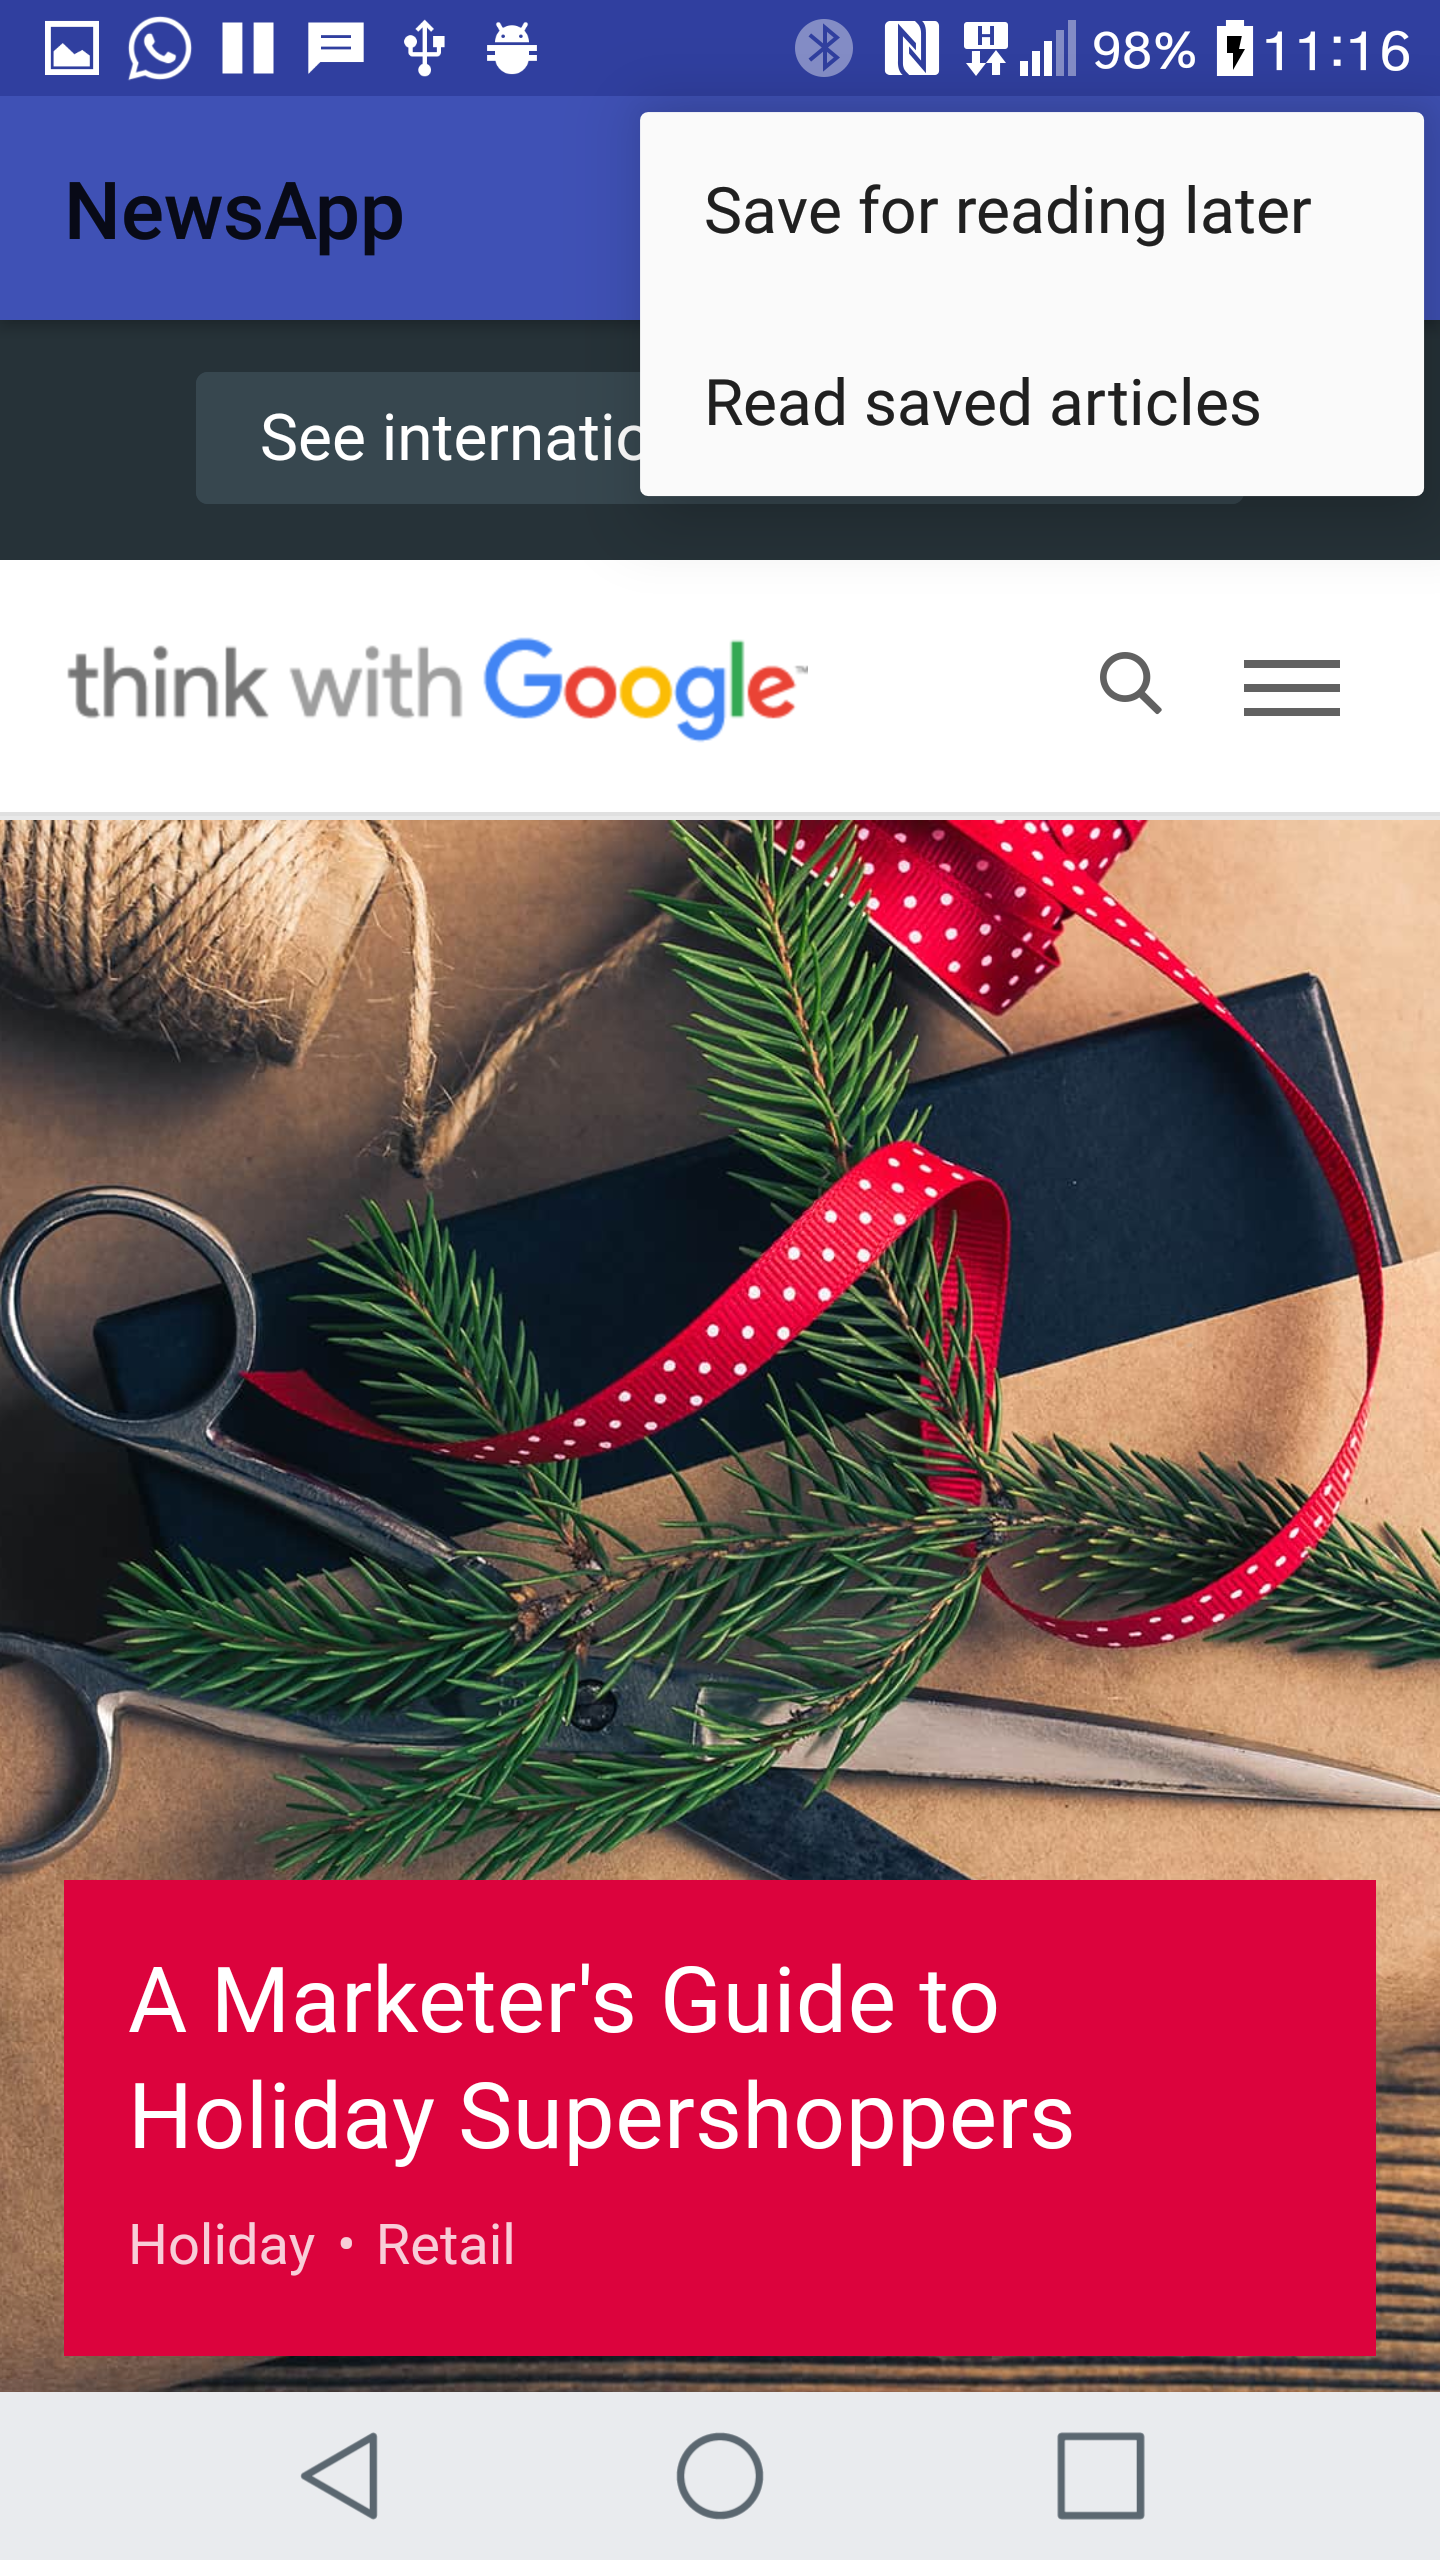 98% 11:16
NewsApp
Save for reading later
Read saved articles
See internatio
think with Google™
A Marketer's Guide to
Holiday Supershoppers
Holiday • Retail